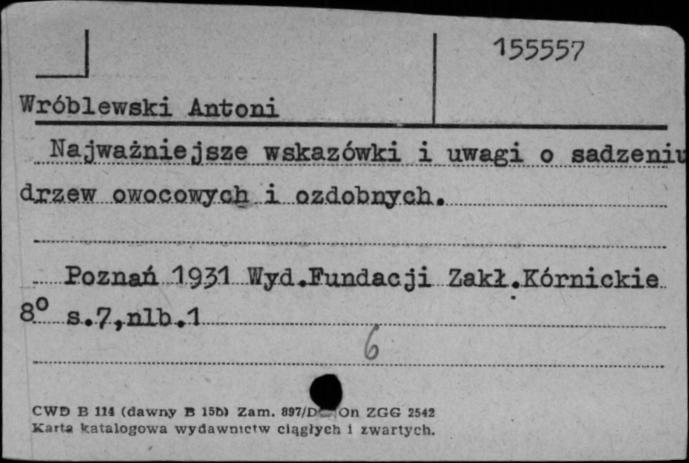 155557
Wróblewski Antoni
Najważniejsze wskazówki i uwagi o sadzeniu
drzew owocowych i ozdobnych.
Poznań 1931 Wyd.Fundacji Zakł.Kórnickie
8° s.7,nlb.1
6
CWD B 114 (dawny B 15b) Zam. 897/D On ZGG 2542
Karta katalogowa wydawnictw ciągłych i zwartych.